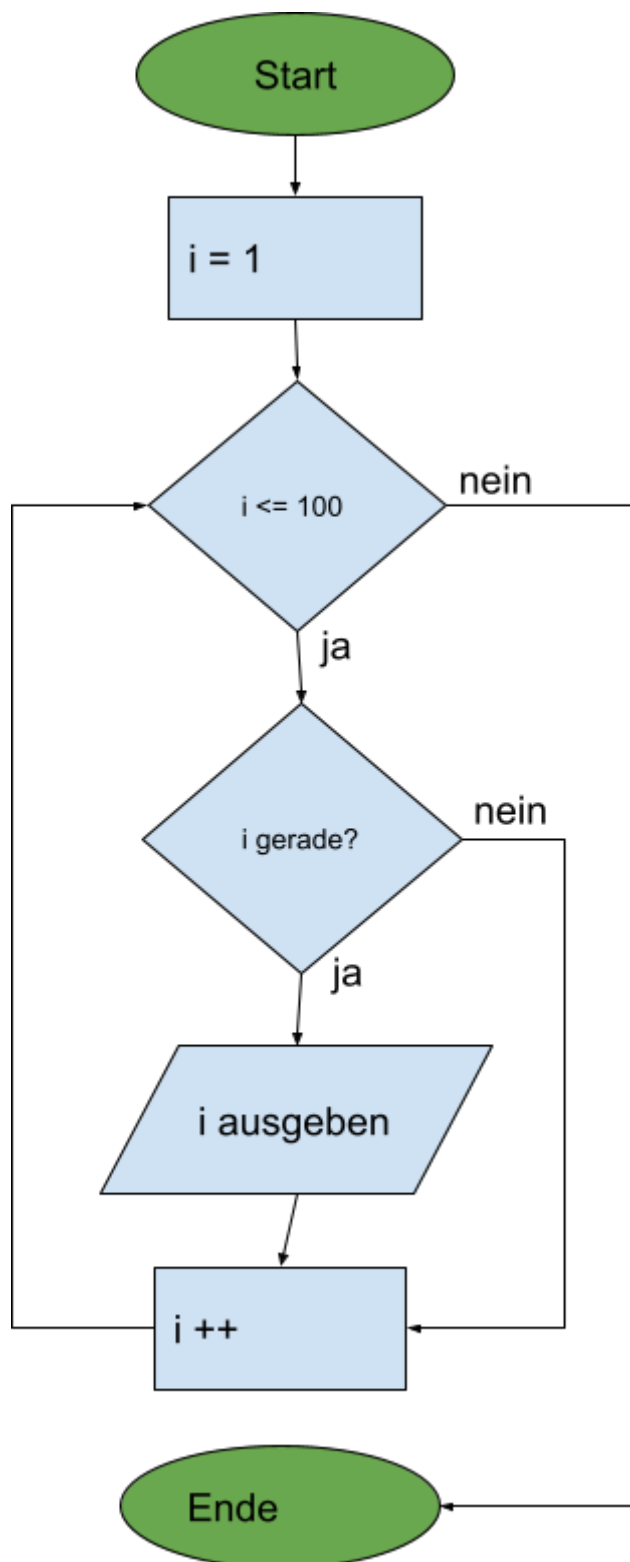 Start
i = 1
i <= 100
nein
ja
i gerade?
nein
ja
i ausgeben
i ++
Ende